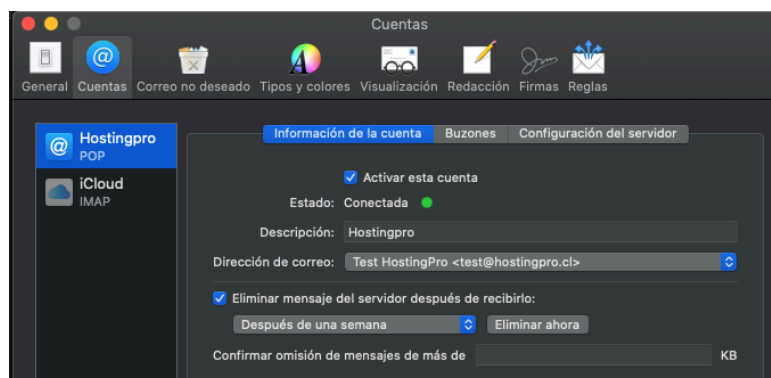 Cuentas
General Cuentas Correo no deseado Tipos y colores Visualización Redacción Firmas Reglas
Hostingpro
POP
iCloud
IMAP
Información de la cuenta Buzones Configuración del servidor
Activar esta cuenta
Estado: Conectada
Descripción: Hostingpro
Dirección de correo: Test HostingPro <test@hostingpro.cl>
Eliminar mensaje del servidor después de recibirlo:
Después de una semana Eliminar ahora
Confirmar omisión de mensajes de más de KB